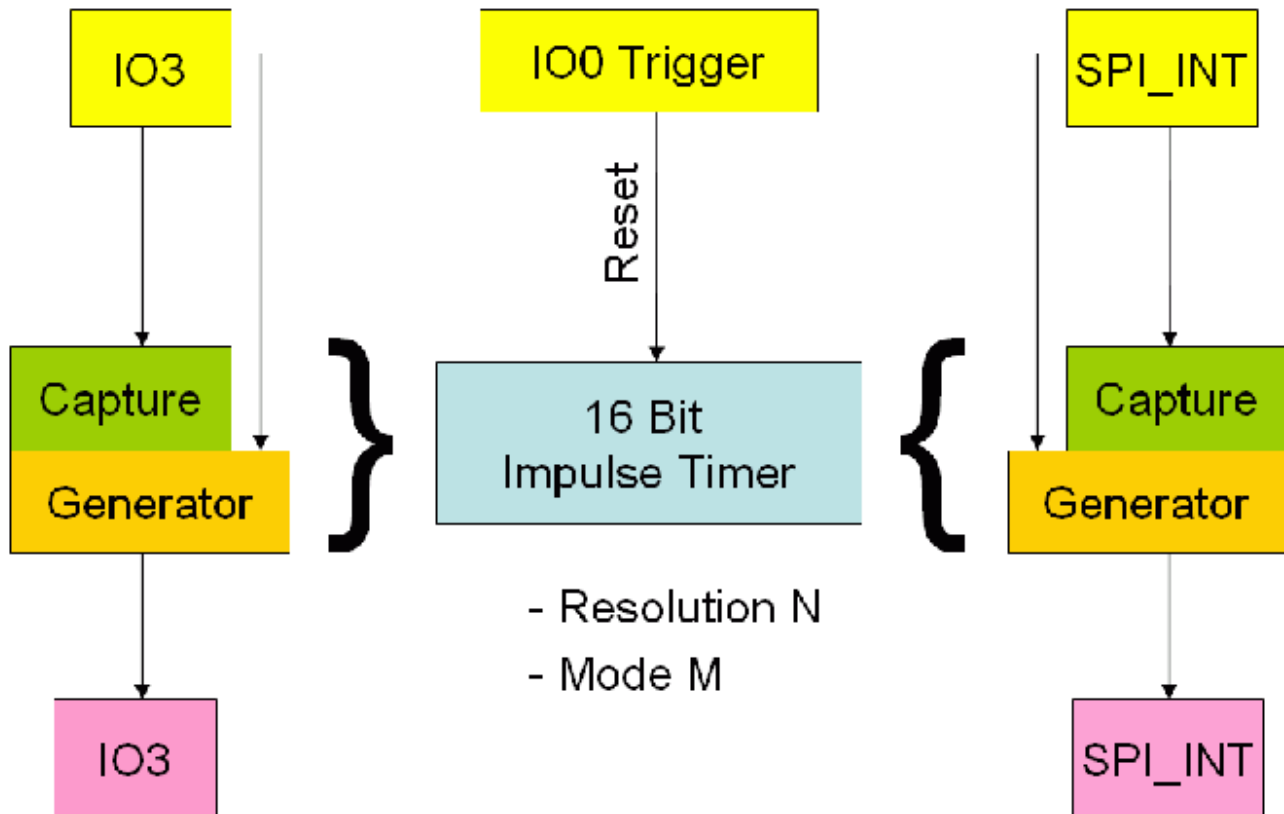 IO3
IO0 Trigger
SPI_INT
Reset
Capture
Generator
16 Bit
Impulse Timer
Capture
Generator
- Resolution N
- Mode M
IO3
SPI_INT